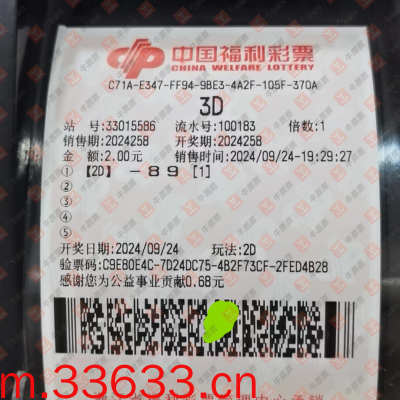 中国福利彩票
CHINA WELFARE LOTTERY
C71A-E347-FF94-9BE3-4A2F-105F-370A
3D
站 号:33015586 流水号:100183 倍数:1
销售期:2024258 开奖期:2024258
金 额:2.00元 销售时间:2024/09/24-19:29:27
① 【2D】 -89 [1]
②
③
④
⑤
开奖日期:2024/09/24 玩法:2D
验票码:C9E80E4C-7D24DC75-4B2F73CF-2FED4B28
感谢您为公益事业贡献0.68元
m.33633.cn